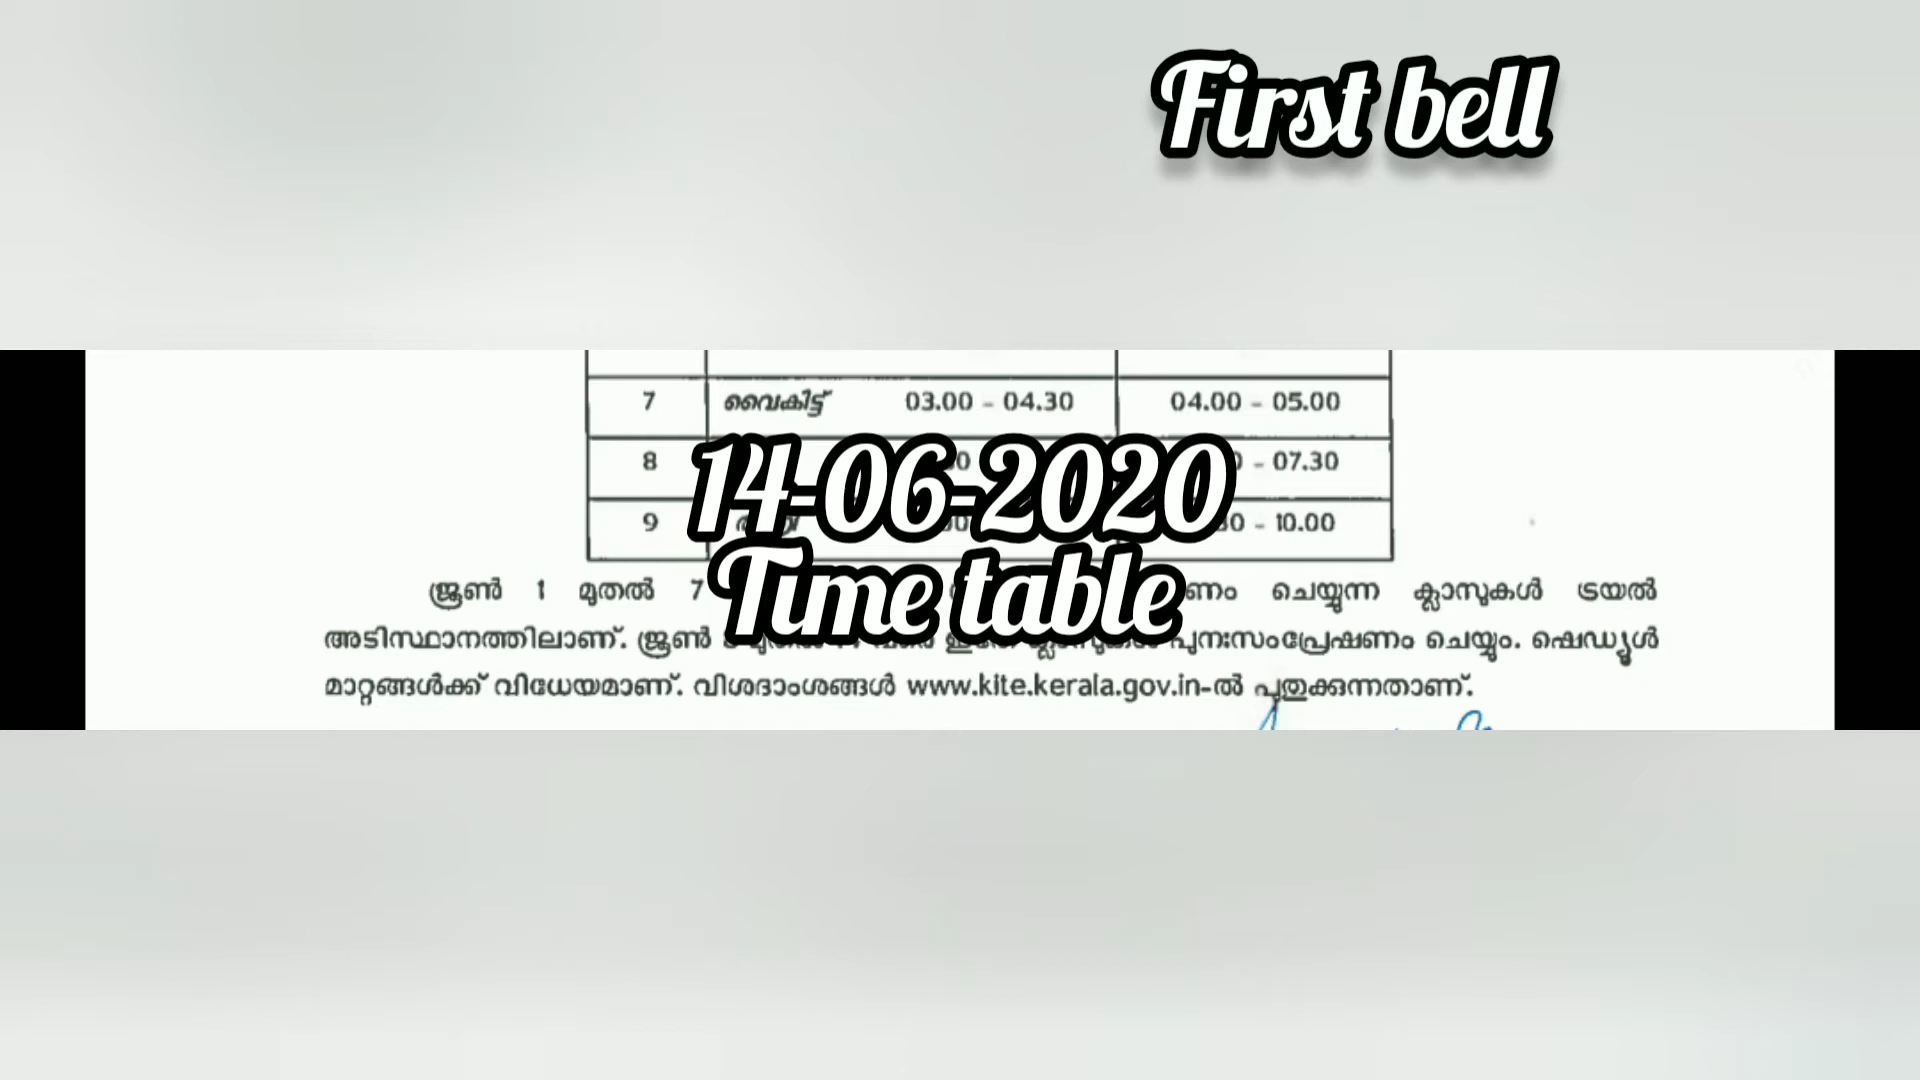 First bell
7 വൈകിട്ട് 03.00 - 04.30 04.00 - 05.00
8 - 07.30
14-06-2020
9 - 10.00
Time table
ജൂൺ 1 മുതൽ 7 ചെയ്യുന്ന ക്ലാസുകൾ ട്രയൽ
അടിസ്ഥാനത്തിലാണ്. ജൂൺ പുനഃസംപ്രേഷണം ചെയ്യും. ഷെഡ്യൂൾ
മാറ്റങ്ങൾക്ക് വിധേയമാണ്. വിശദാംശങ്ങൾ www.kite.kerala.gov.in-ൽ പുതുക്കുന്നതാണ്.